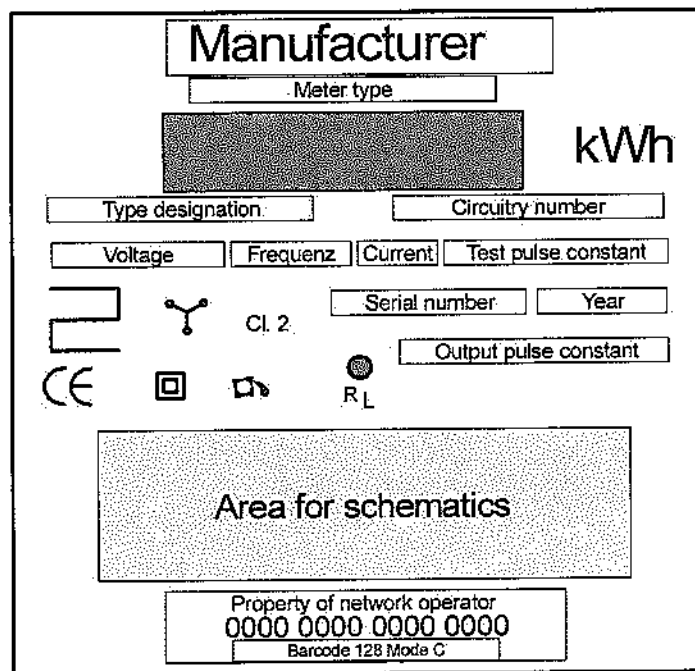 Manufacturer
Meter type
kWh
Type designation Circuitry number
Voltage Frequenz Current Test pulse constant
Serial number Year
Cl. 2
Output pulse constant
CE
RL
Area for schematics
Property of network operator
0000 0000 0000 0000
Barcode 128 Mode C